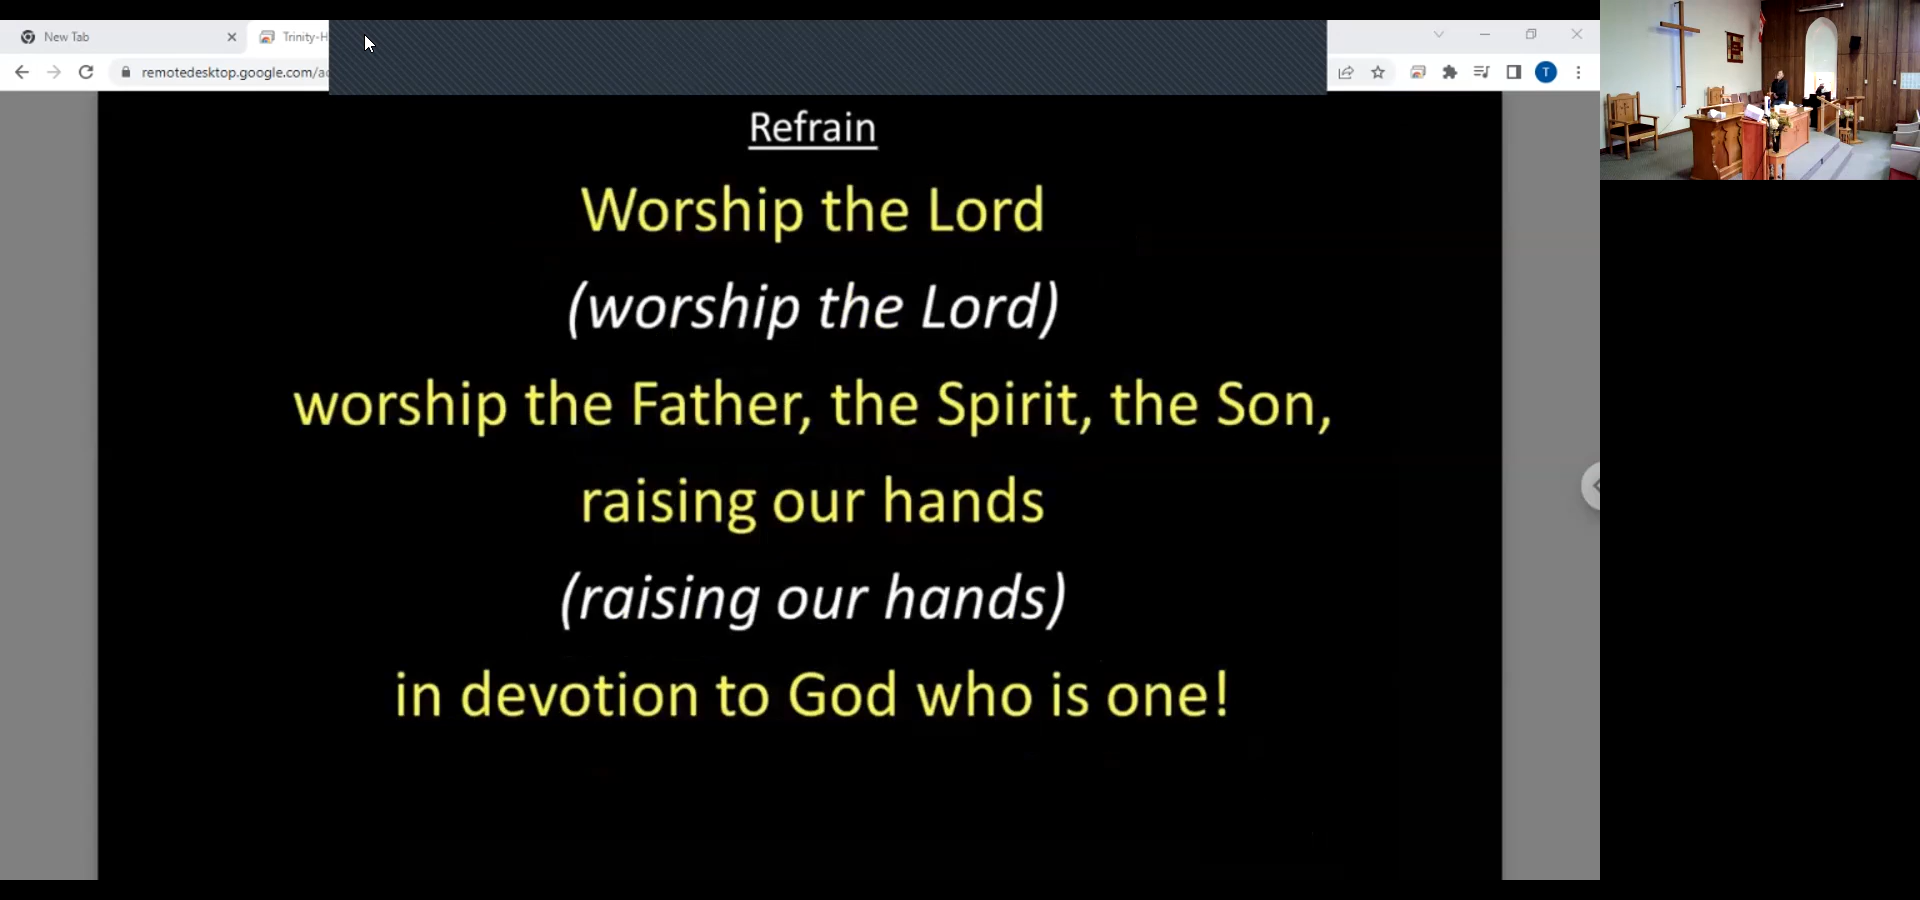 New Tab
Trinity-H
remotedesktop.google.com/ac
T
Refrain
Worship the Lord
(worship the Lord)
worship the Father, the Spirit, the Son,
raising our hands
(raising our hands)
in devotion to God who is one!